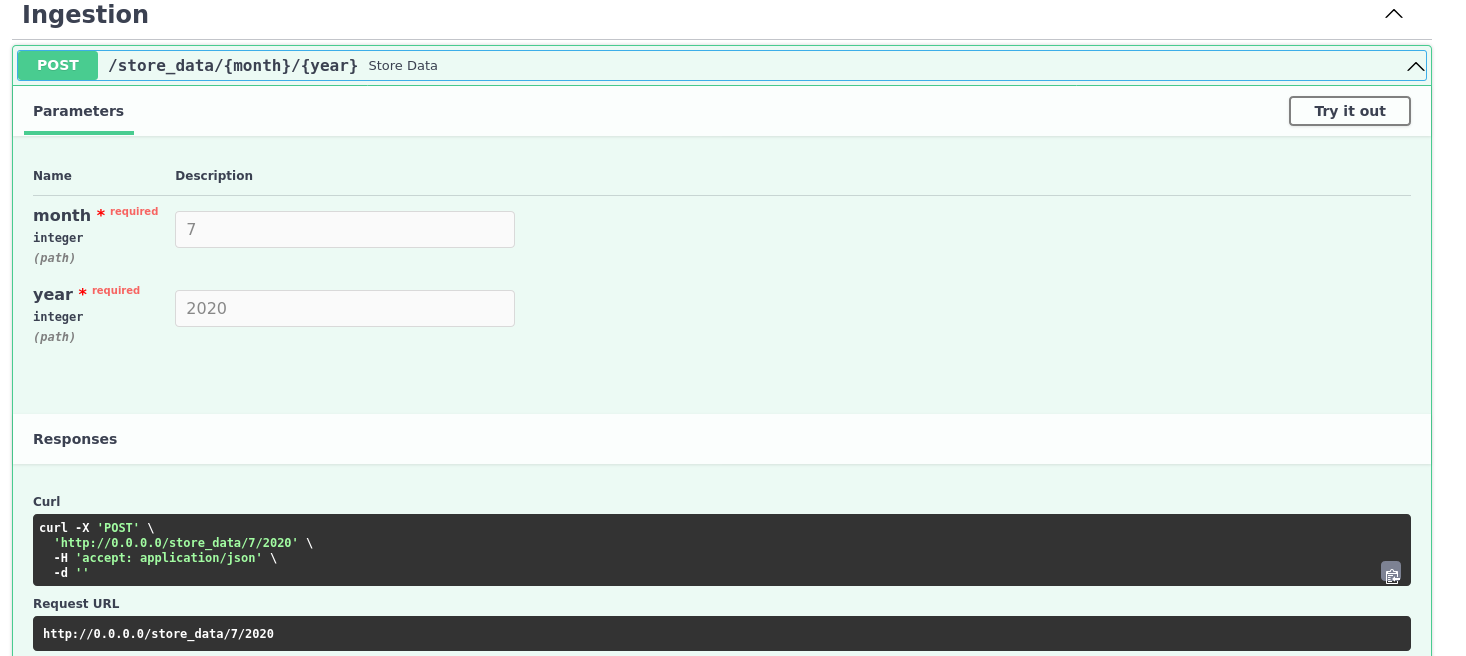 Ingestion
POST /store_data/{month}/{year} Store Data
Parameters Try it out
Name Description
month * required 7
integer
(path)
year * required 2020
integer
(path)
Responses
Curl
curl -X 'POST' \
'http://0.0.0.0/store_data/7/2020' \
-H 'accept: application/json' \
-d ''
Request URL
http://0.0.0.0/store_data/7/2020